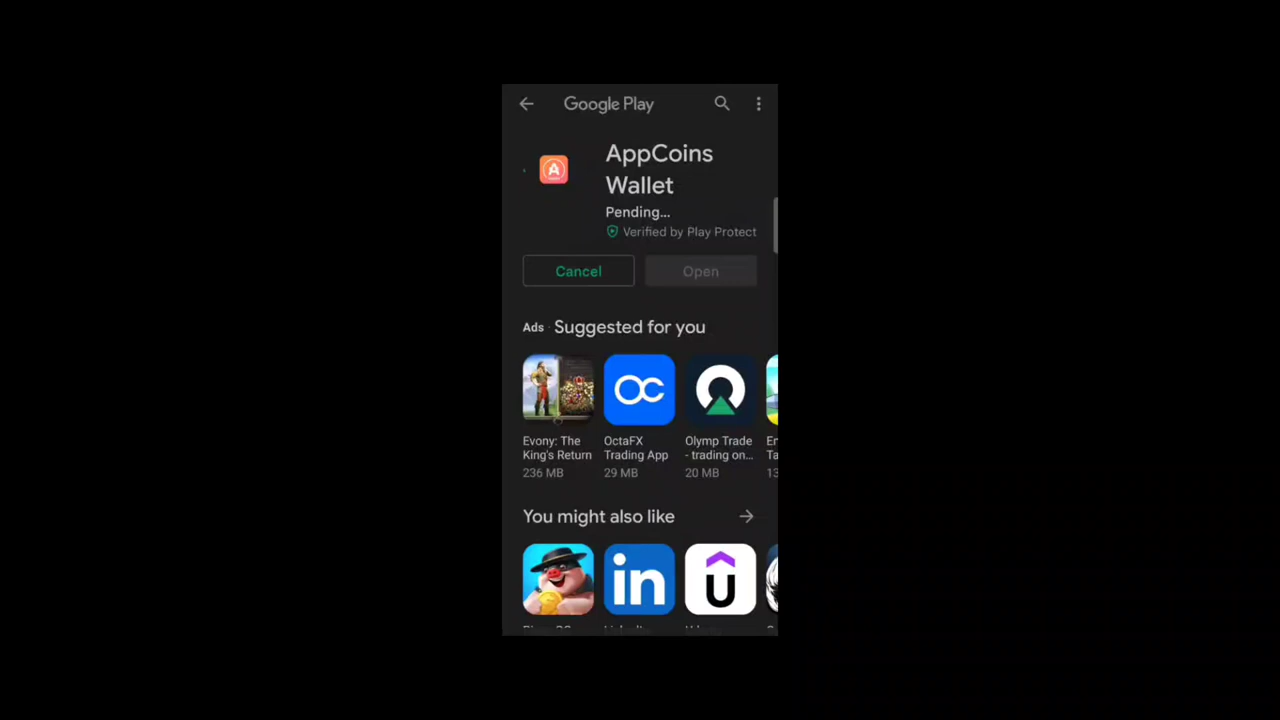 Google Play
AppCoins
Wallet
Pending...
Verified by Play Protect
Cancel
Open
Ads · Suggested for you
Evony: The
King's Return
236 MB
OctaFX
Trading App
29 MB
Olymp Trade
- trading on...
20 MB
You might also like